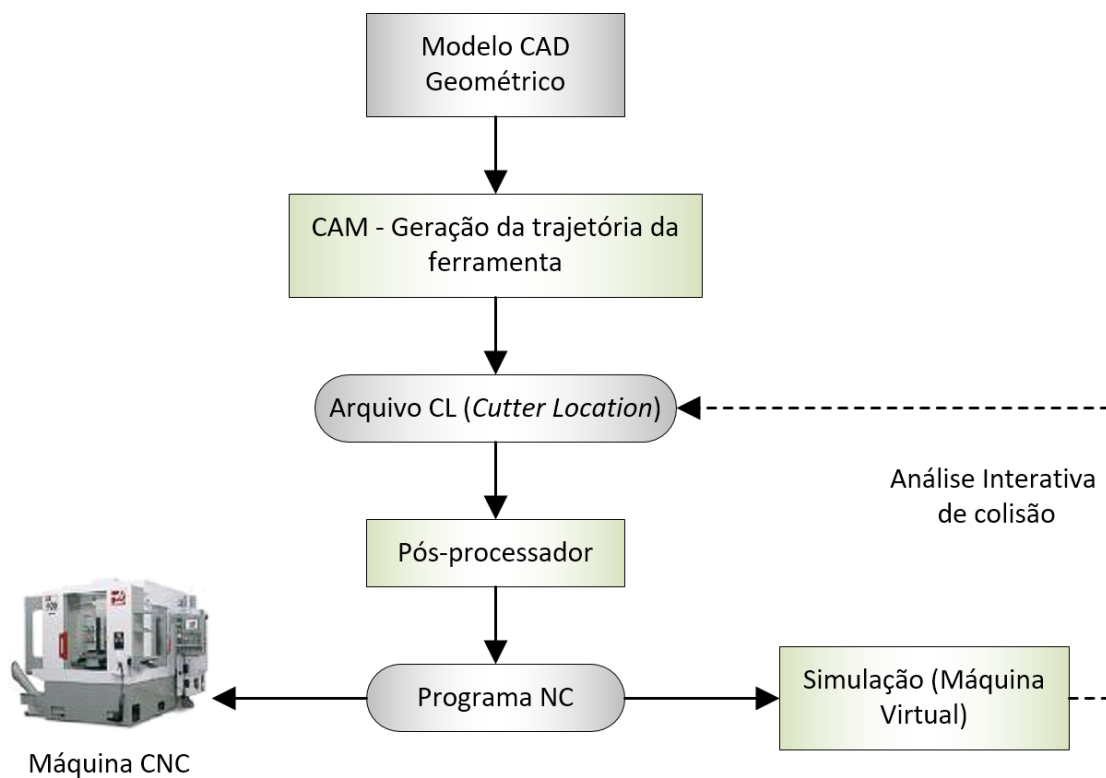 Modelo CAD
Geométrico
CAM - Geração da trajetória da
ferramenta
Arquivo CL (Cutter Location)
Análise Interativa
de colisão
Pós-processador
Programa NC
Simulação (Máquina
Virtual)
Máquina CNC